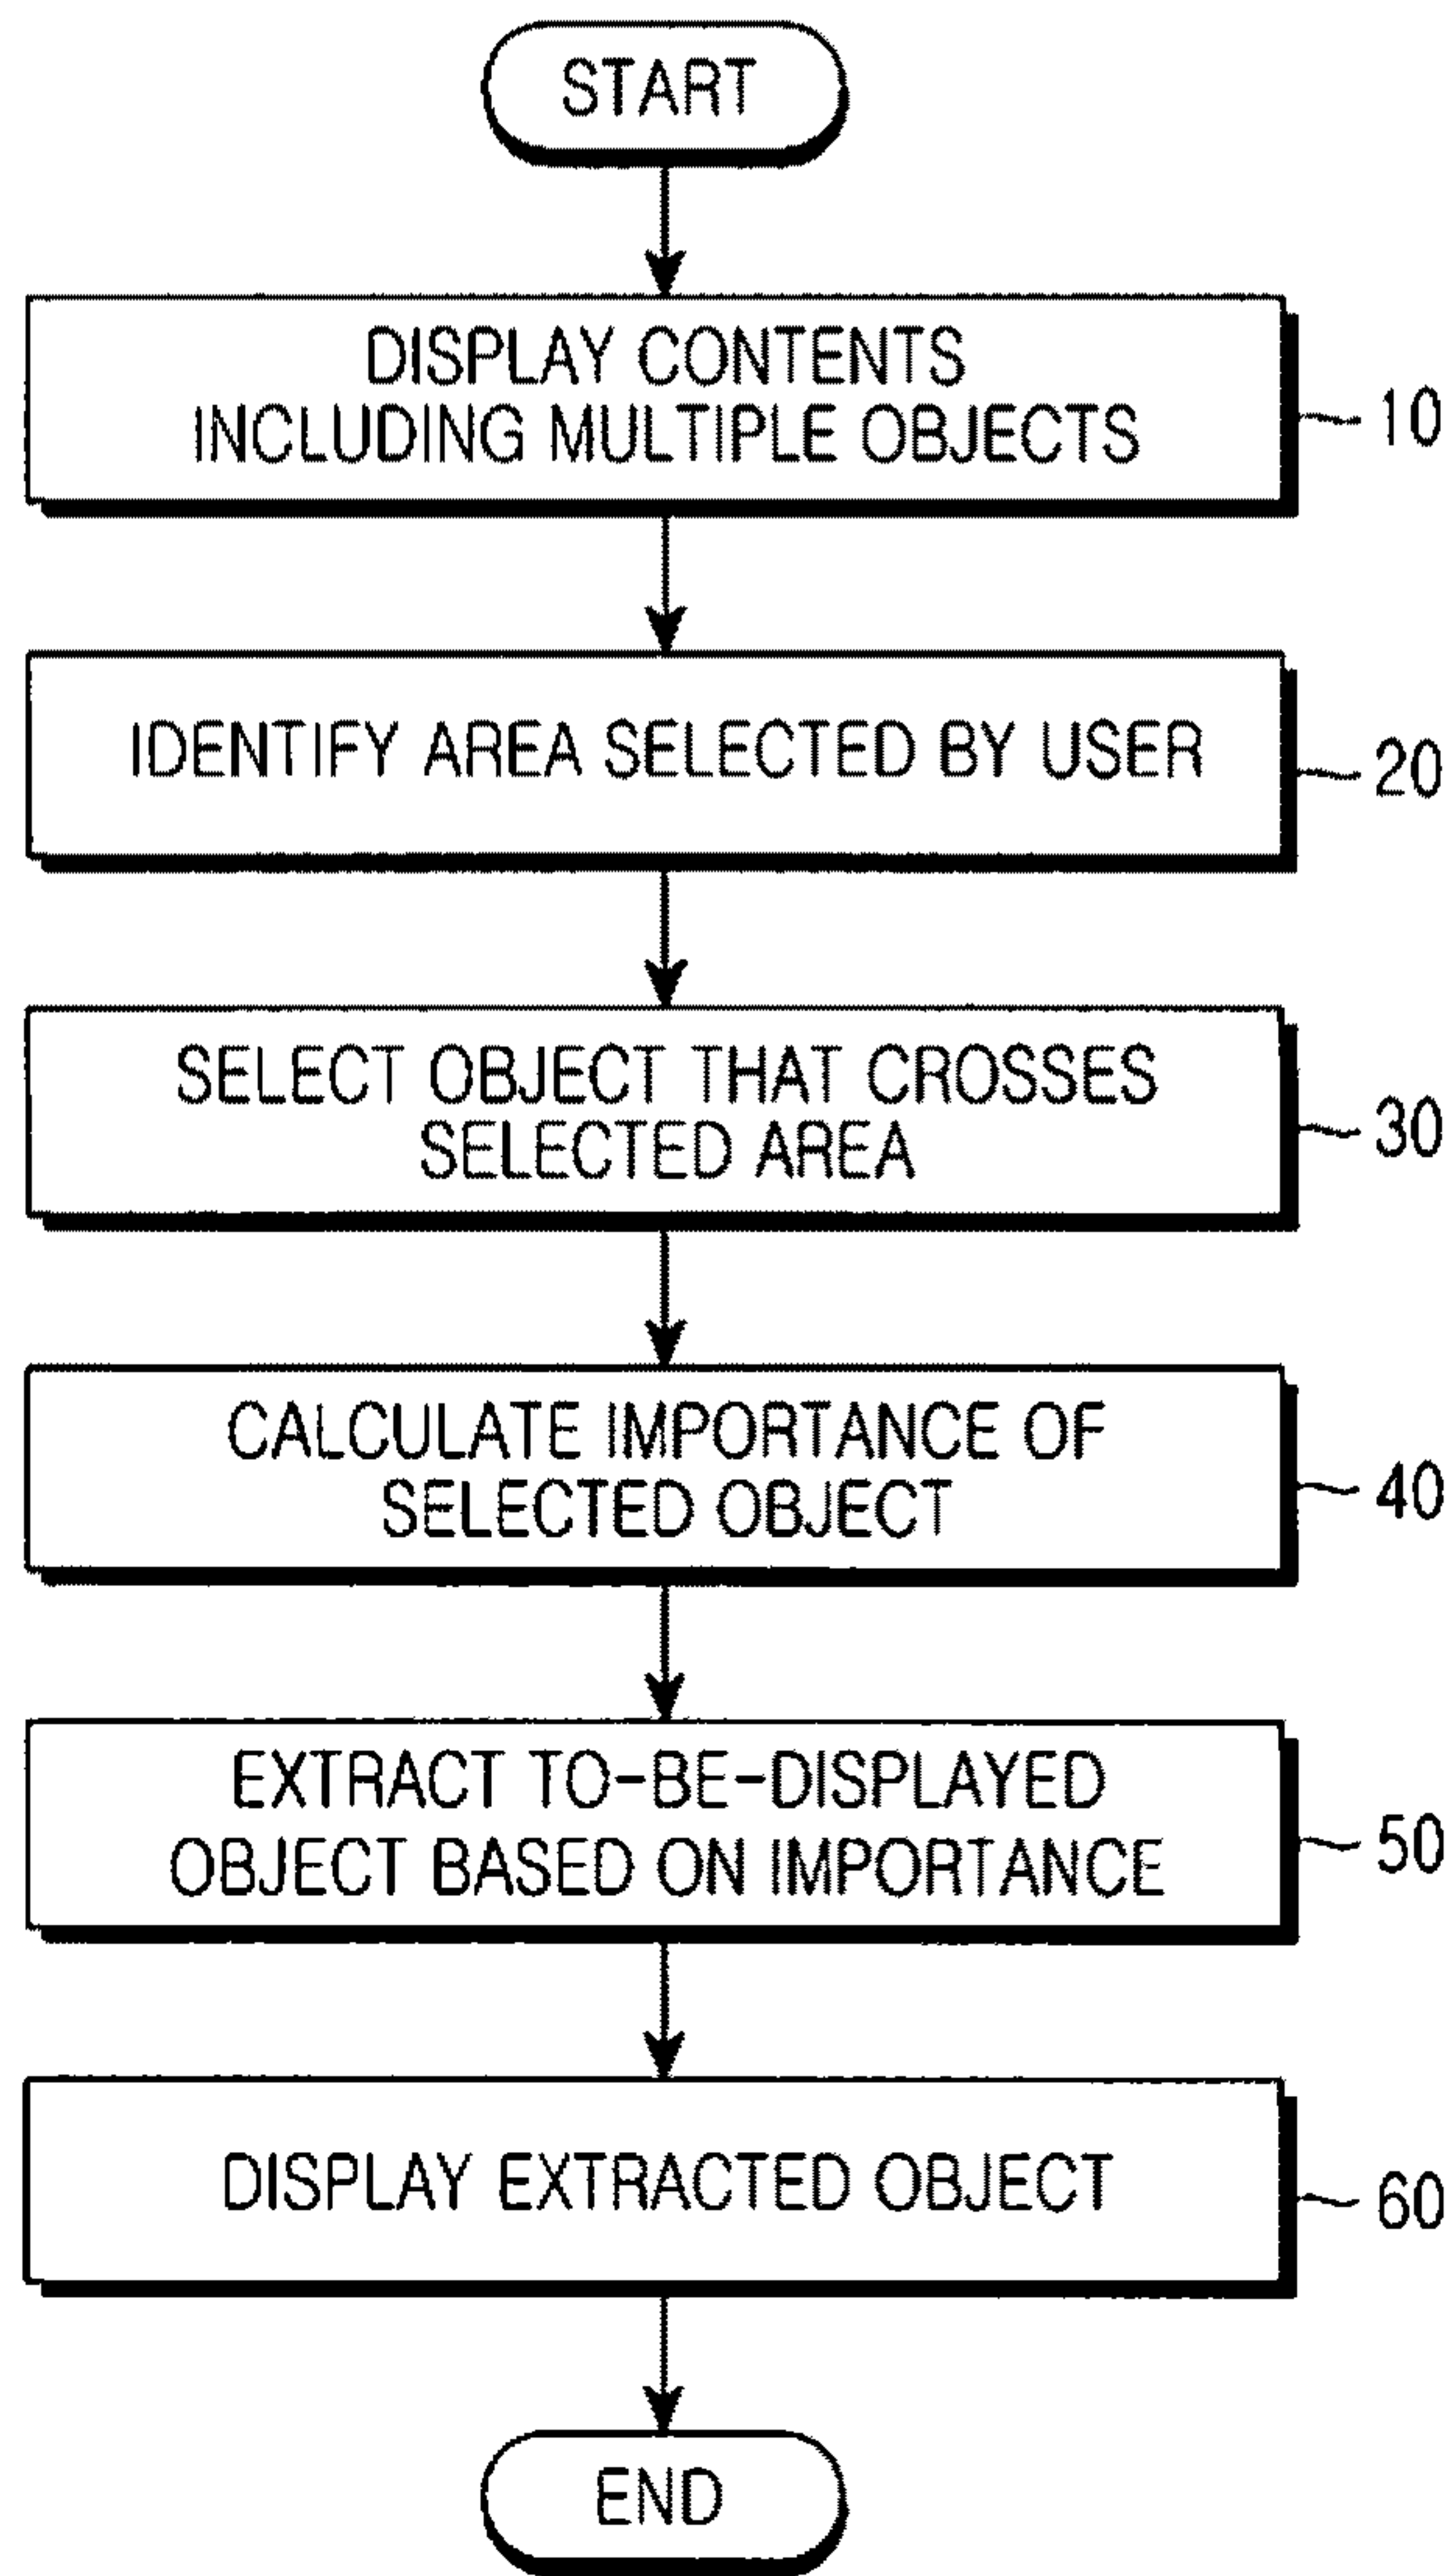 START
DISPLAY CONTENTS
INCLUDING MULTIPLE OBJECTS
10
IDENTIFY AREA SELECTED BY USER
20
SELECT OBJECT THAT CROSSES
SELECTED AREA
30
CALCULATE IMPORTANCE OF
SELECTED OBJECT
40
EXTRACT TO-BE-DISPLAYED
OBJECT BASED ON IMPORTANCE
50
DISPLAY EXTRACTED OBJECT
60
END